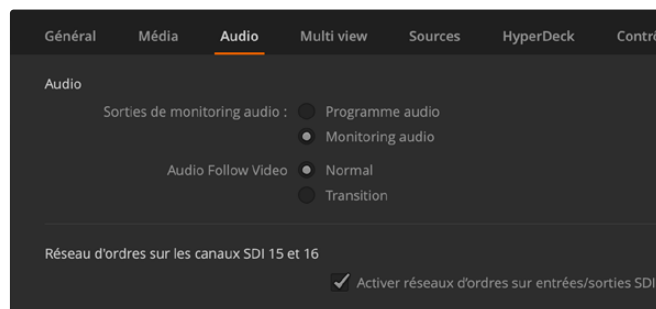 Général Média Audio Multi view Sources HyperDeck
Audio
Sorties de monitoring audio : Programme audio
Monitoring audio
Audio Follow Video Normal
Transition
Réseau d'ordres sur les canaux SDI 15 et 16
Activer réseaux d'ordres sur entrées/sorties SDI